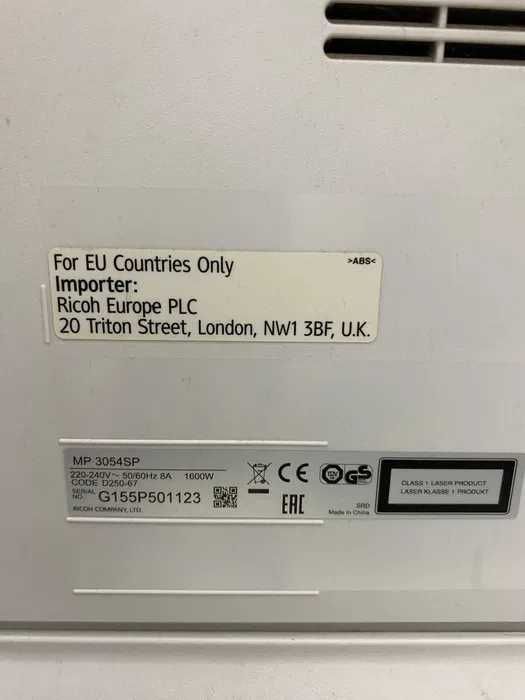 For EU Countries Only
>ABS<
Importer:
Ricoh Europe PLC
20 Triton Street, London, NW1 3BF, U.K.
MP 3054SP
220-240V~ 50/60Hz 8A 1600W
CODE D250-67
SERIAL NO. G155P501123
RICOH COMPANY, LTD.
CE
GS
EAC
SRD
Made in China
CLASS 1 LASER PRODUCT
LASER KLASSE 1 PRODUKT